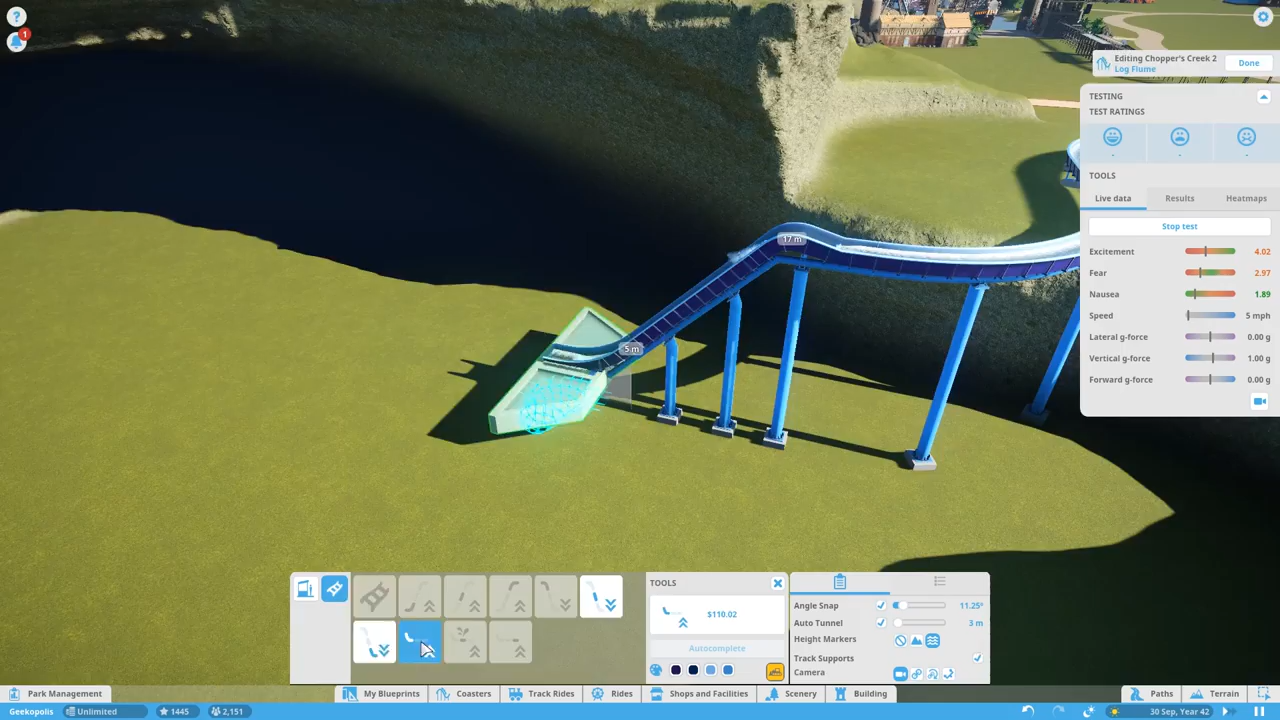 ?
1
Editing Chopper's Creek 2
Log Flume
Done
TESTING
TEST RATINGS
-
-
-
TOOLS
Live data
Results
Heatmaps
Stop test
Excitement 4.02
Fear 2.97
Nausea 1.89
Speed 5 mph
Lateral g-force 0.00 g
Vertical g-force 1.00 g
Forward g-force 0.00 g
17 m
5 m
TOOLS
$110.02
Autocomplete
Angle Snap 11.25°
Auto Tunnel 3 m
Height Markers
Track Supports
Camera
Park Management
My Blueprints
Coasters
Track Rides
Rides
Shops and Facilities
Scenery
Building
Paths
Terrain
Geekopolis
Unlimited
1445
2,151
30 Sep, Year 42